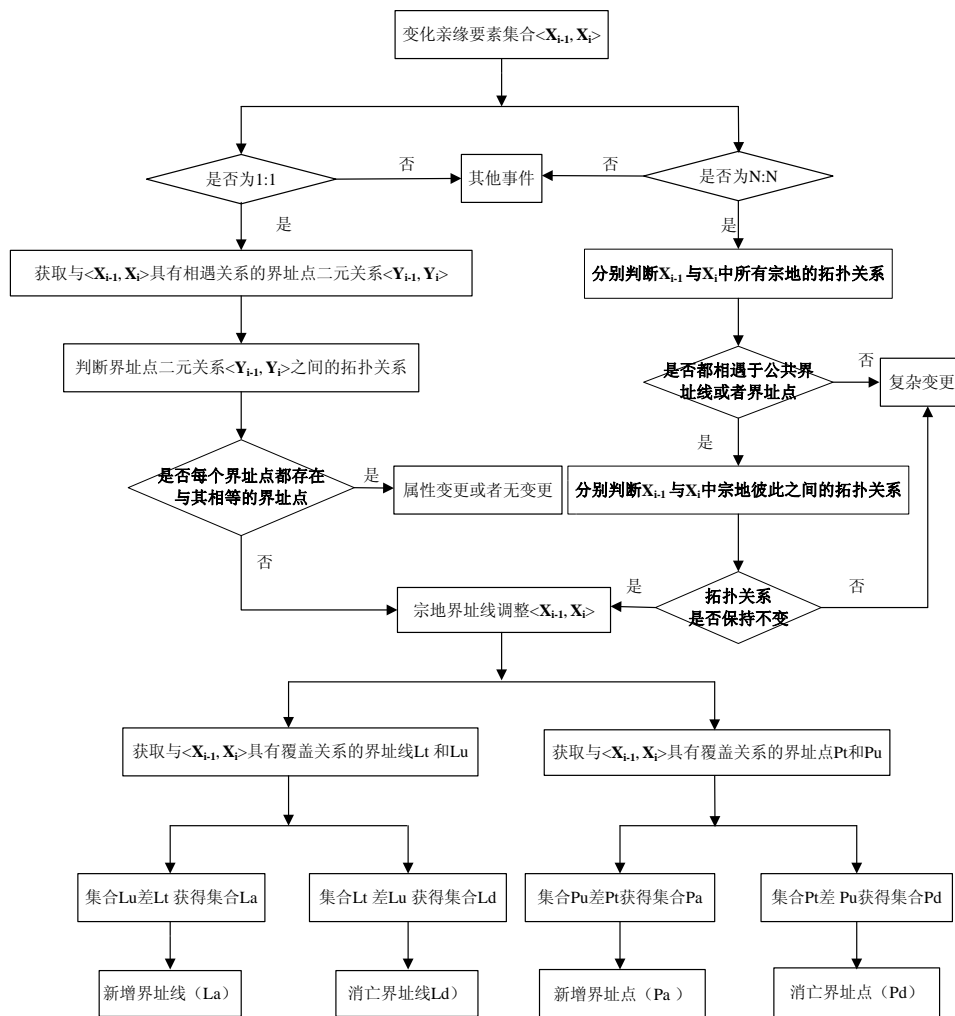 变化亲缘要素集合<Xi-1, Xi>
否
否
是否为1:1
其他事件
是否为N:N
是
是
获取与<Xi-1, Xi>具有相遇关系的界址点二元关系<Yi-1, Yi>
分别判断Xi-1 与Xi中所有宗地的拓扑关系
判断界址点二元关系<Yi-1, Yi>之间的拓扑关系
是否都相遇于公共界
址线或者界址点
否
复杂变更
是
是否每个界址点都存在
与其相等的界址点
是
属性变更或者无变更
分别判断Xi-1 与Xi中宗地彼此之间的拓扑关系
否
宗地界址线调整<Xi-1, Xi>
是
拓扑关系
是否保持不变
否
获取与<Xi-1, Xi>具有覆盖关系的界址线Lt 和Lu
获取与<Xi-1, Xi>具有覆盖关系的界址点Pt和Pu
集合Lu差Lt 获得集合La
集合Lt 差Lu 获得集合Ld
集合Pu差Pt获得集合Pa
集合Pt差 Pu获得集合Pd
新增界址线（La）
消亡界址线Ld）
新增界址点（Pa ）
消亡界址点（Pd）